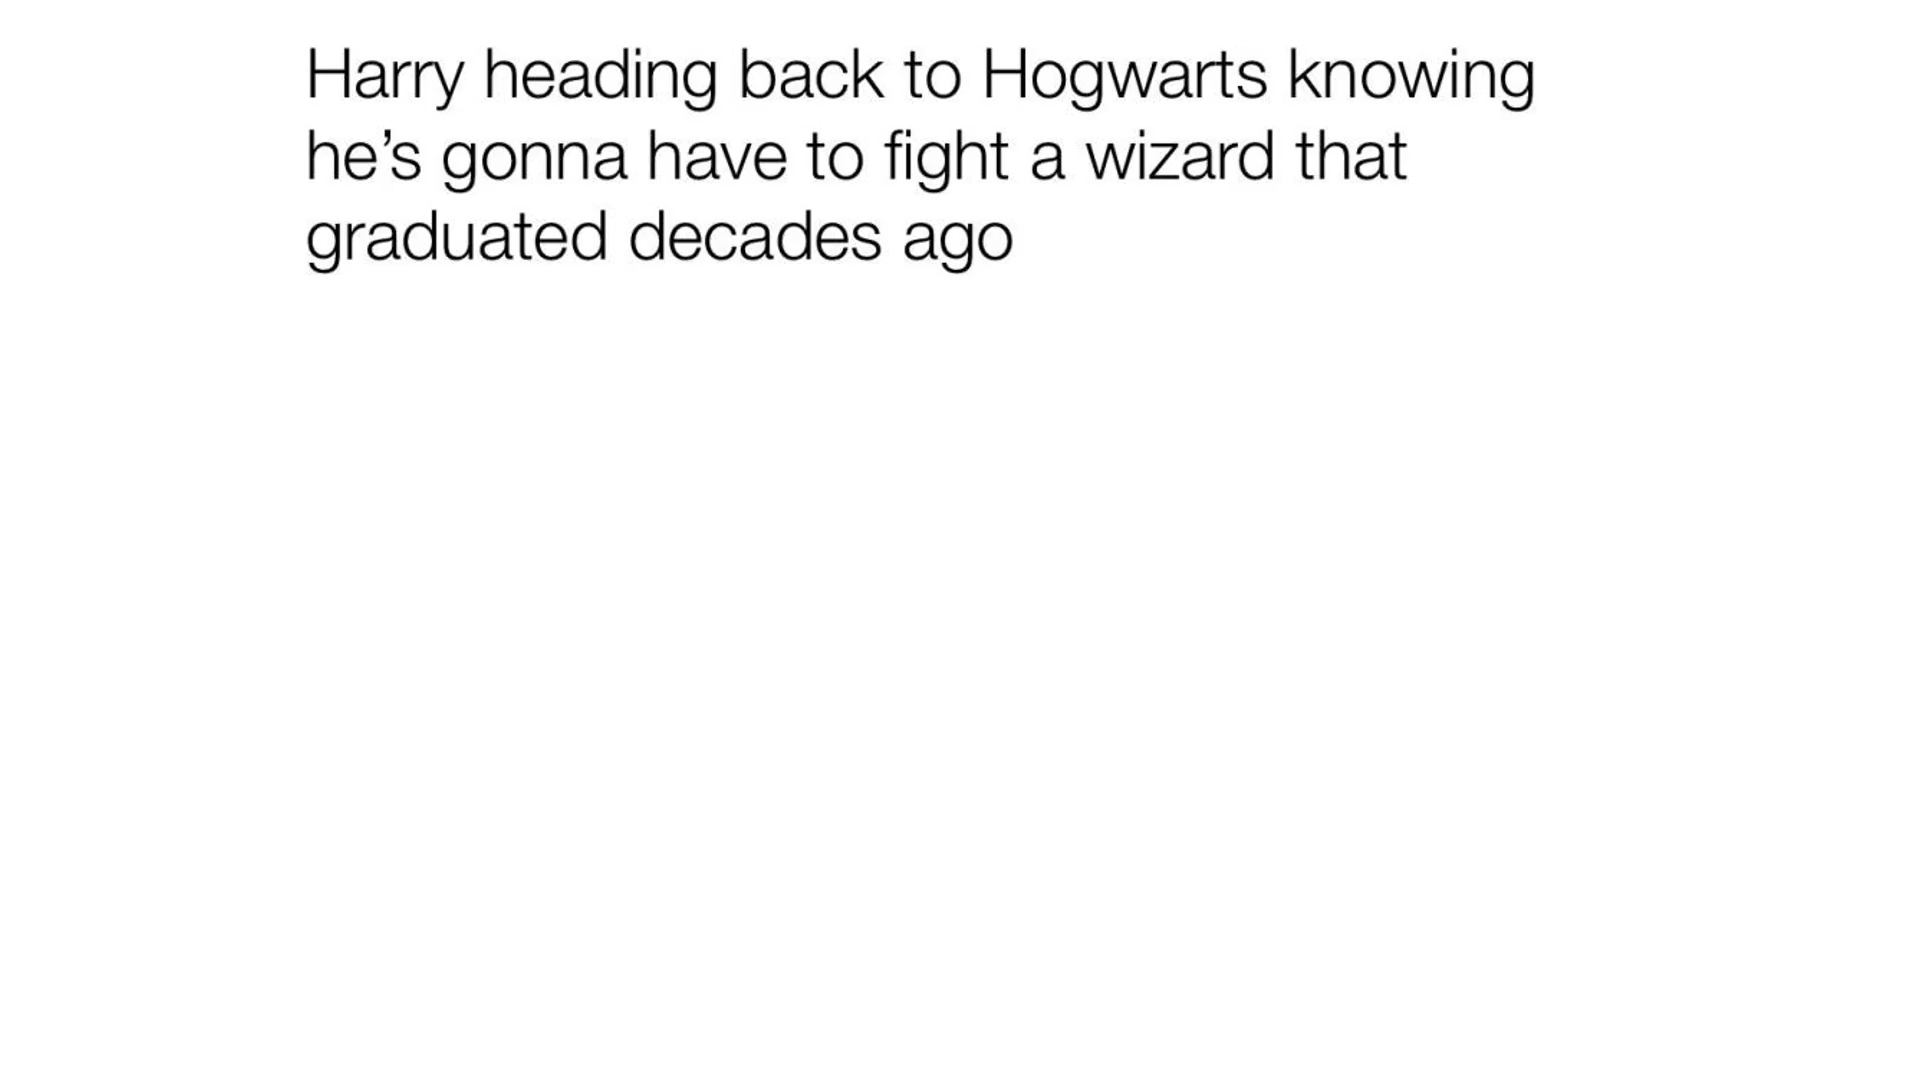 Harry heading back to Hogwarts knowing
he’s gonna have to fight a wizard that
graduated decades ago